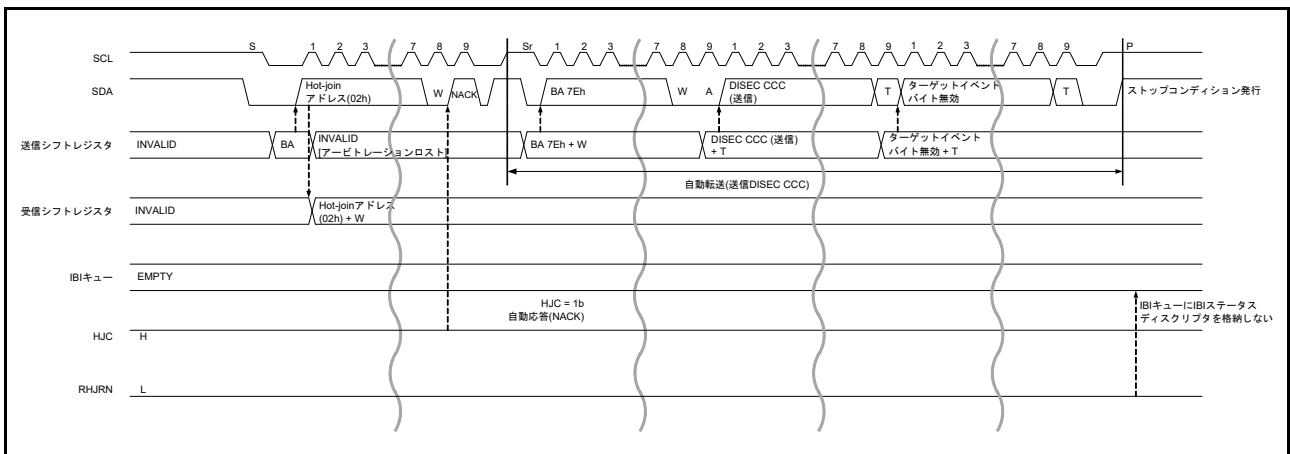 S 1 2 3 7 8 9 Sr 1 2 3 7 8 9 1 2 3 7 8 9 1 2 3 7 8 9 P
SCL
SDA
Hot-join
アドレス(02h)
W
NACK
BA 7Eh
W
A
DISEC CCC
(送信)
T
ターゲットイベント
バイト無効
T
ストップコンディション発行
送信シフトレジスタ
INVALID
BA
INVALID
[アービトレーションロスト]
BA 7Eh + W
DISEC CCC (送信)
+ T
ターゲットイベント
バイト無効 + T
自動転送(送信DISEC CCC)
受信シフトレジスタ
INVALID
Hot-joinアドレス
(02h) + W
IBIキュー
EMPTY
HJC = 1b
自動応答(NACK)
IBIキューにIBIステータス
ディスクリプタを格納しない
HJC
H
RHJRN
L